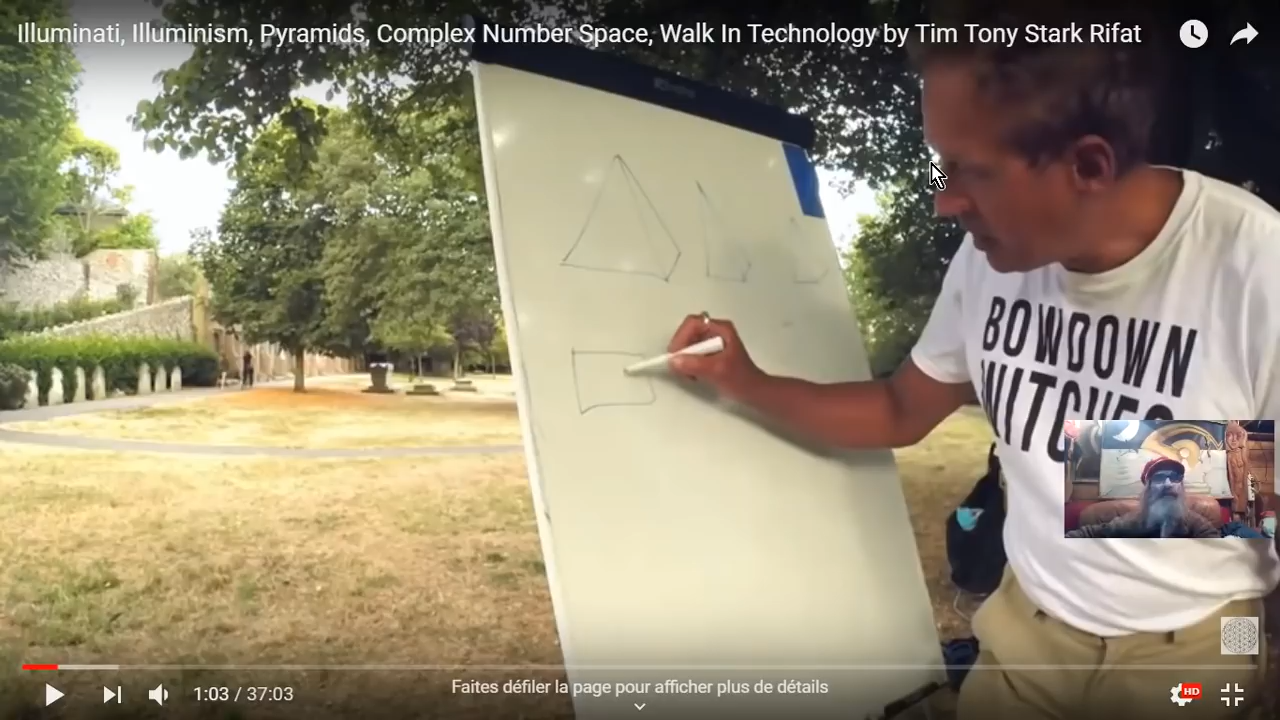 Illuminati, Illuminism, Pyramids, Complex Number Space, Walk In Technology by Tim Tony Stark Rifat
BOWDOWN
1:03 / 37:03
Faites défiler la page pour afficher plus de détails
HD